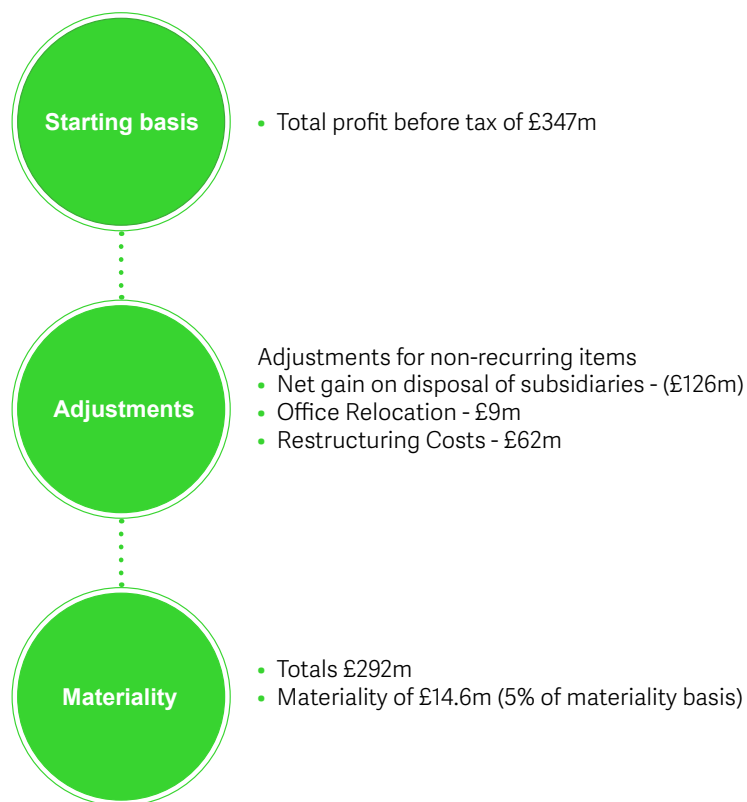 Starting basis
• Total profit before tax of £347m
Adjustments
Adjustments for non-recurring items
• Net gain on disposal of subsidiaries - (£126m)
• Office Relocation - £9m
• Restructuring Costs - £62m
Materiality
• Totals £292m
• Materiality of £14.6m (5% of materiality basis)